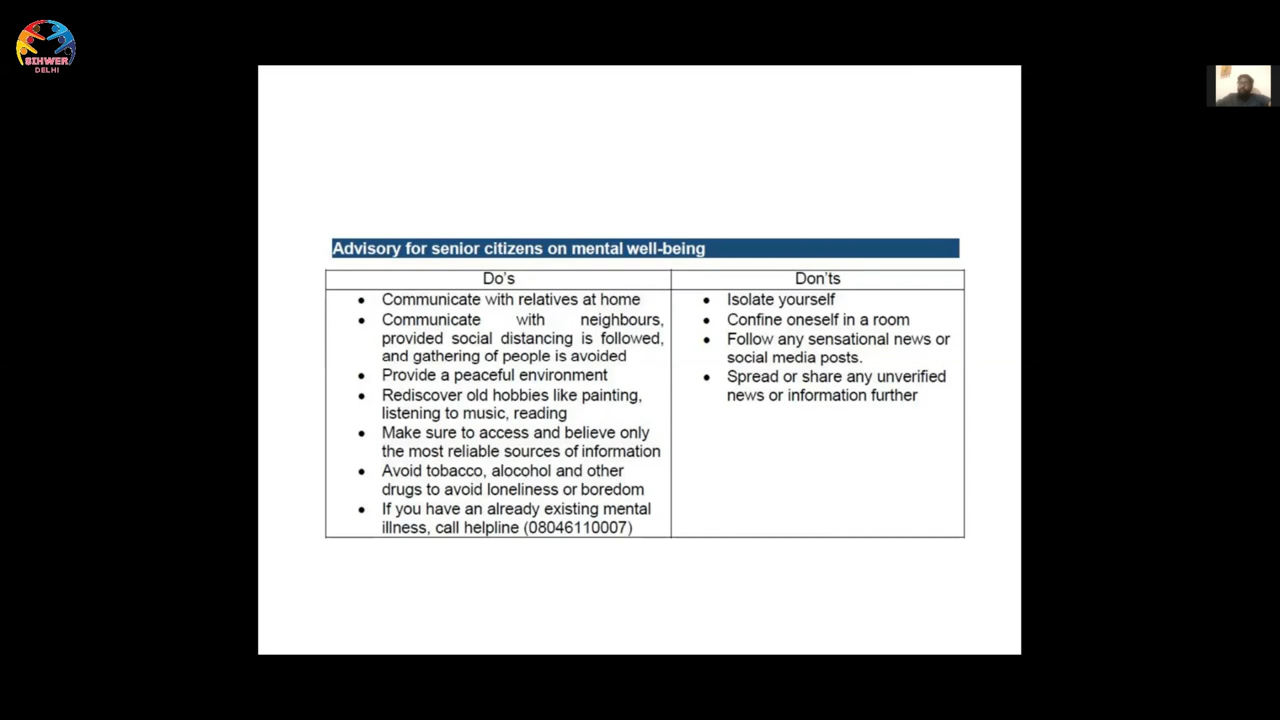 SIHWER
DELHI
Advisory for senior citizens on mental well-being
Do's
Don'ts
• Communicate with relatives at home
• Communicate with neighbours,
provided social distancing is followed,
and gathering of people is avoided
• Provide a peaceful environment
• Rediscover old hobbies like painting,
listening to music, reading
• Make sure to access and believe only
the most reliable sources of information
• Avoid tobacco, alocohol and other
drugs to avoid loneliness or boredom
• If you have an already existing mental
illness, call helpline (08046110007)
• Isolate yourself
• Confine oneself in a room
• Follow any sensational news or
social media posts.
• Spread or share any unverified
news or information further